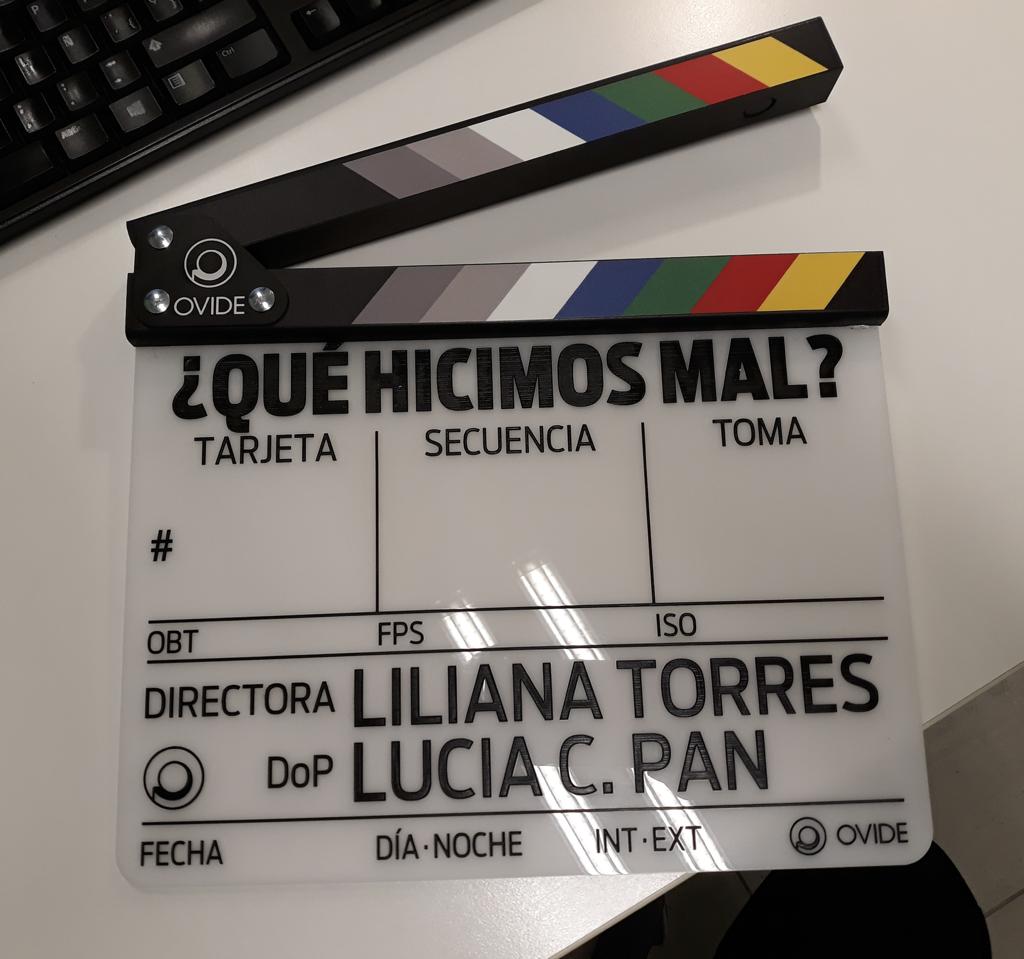 Ctrl
OVIDE
¿QUÉ HICIMOS MAL?
TARJETA SECUENCIA TOMA
#
OBT FPS ISO
DIRECTORA LILIANA TORRES
DoP LUCIA C. PAN
FECHA DÍA·NOCHE INT·EXT OVIDE